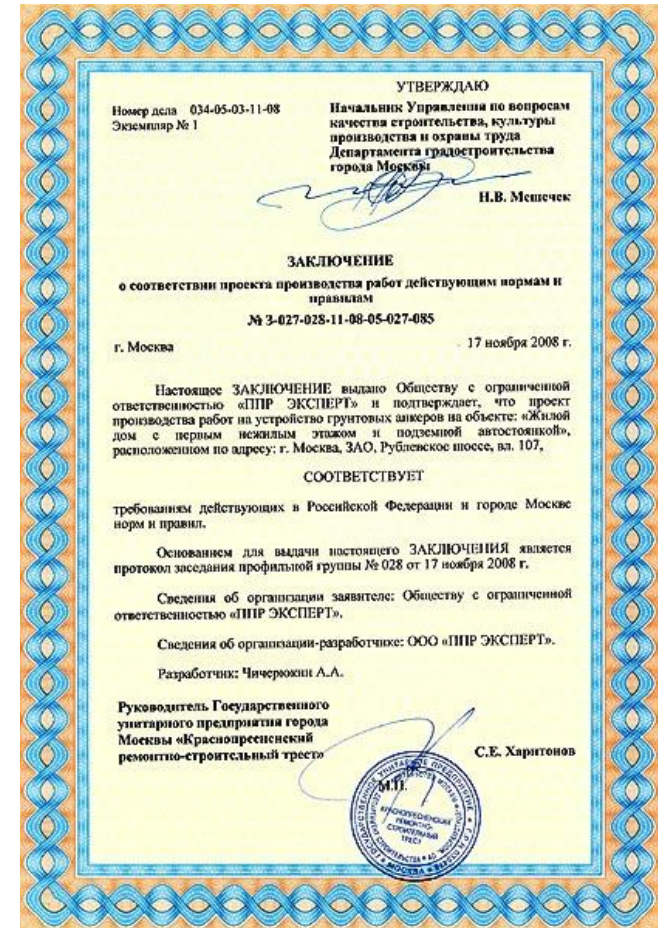 УТВЕРЖДАЮ
Номер дела 034-05-03-11-08
Экземпляр № 1
Начальник Управления по вопросам
качества строительства, культуры
производства и охраны труда
Департамента градостроительства
города Москвы
Н.В. Мешечек
ЗАКЛЮЧЕНИЕ
о соответствии проекта производства работ действующим нормам и
правилам
№ 3-027-028-11-08-05-027-085
г. Москва
17 ноября 2008 г.
Настоящее ЗАКЛЮЧЕНИЕ выдано Обществу с ограниченной
ответственностью «ППР ЭКСПЕРТ» и подтверждает, что проект
производства работ на устройство грунтовых анкеров на объекте: «Жилой
дом с первым нежилым этажом и подземной автостоянкой»,
расположенном по адресу: г. Москва, ЗАО, Рублевское шоссе, вл. 107,
СООТВЕТСТВУЕТ
требованиям действующих в Российской Федерации и городе Москве
норм и правил.
Основанием для выдачи настоящего ЗАКЛЮЧЕНИЯ является
протокол заседания профильной группы № 028 от 17 ноября 2008 г.
Сведения об организации заявителе: Обществу с ограниченной
ответственностью «ППР ЭКСПЕРТ».
Сведения об организации-разработчике: ООО «ППР ЭКСПЕРТ».
Разработчик: Чичерюкин А.А.
Руководитель Государственного
унитарного предприятия города
Москвы «Краснопресненский
ремонтно-строительный трест»
С.Е. Харитонов
М.П.
КРАСНОПРЕСНЕНСКИЙ
РЕМОНТНО-
СТРОИТЕЛЬНЫЙ
ТРЕСТ
МОСКВА